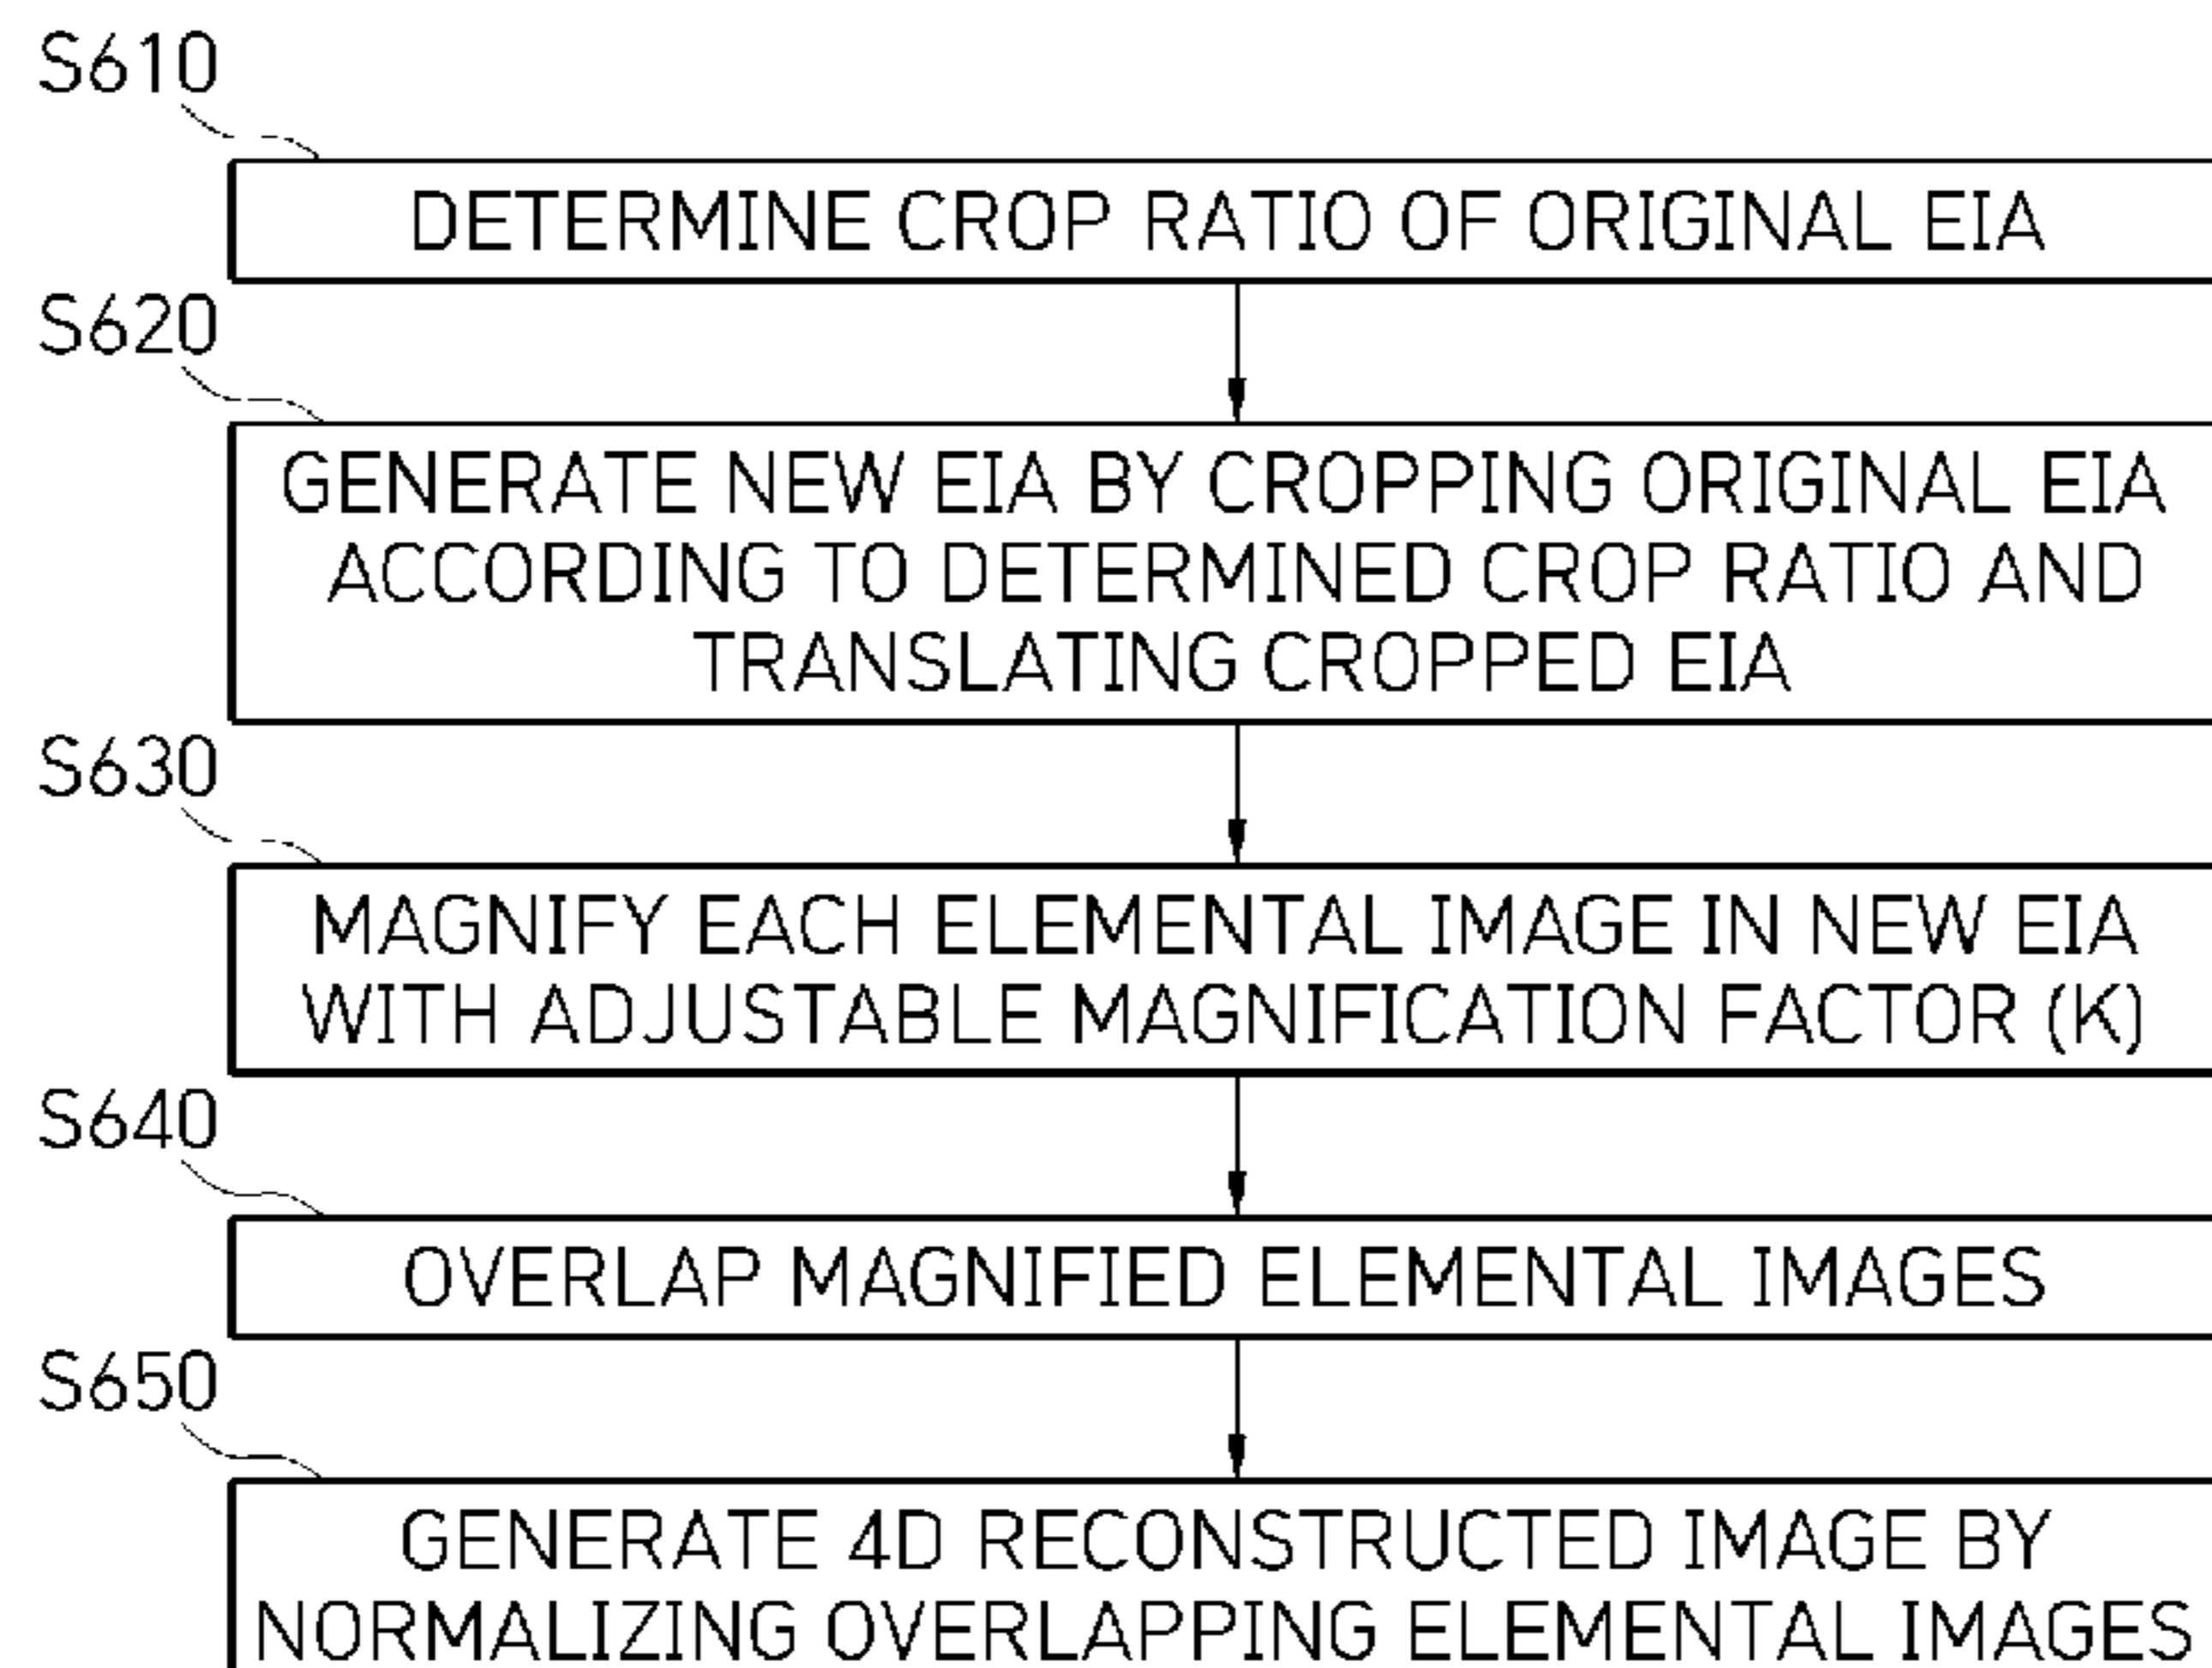 S610
DETERMINE CROP RATIO OF ORIGINAL EIA
S620
GENERATE NEW EIA BY CROPPING ORIGINAL EIA
ACCORDING TO DETERMINED CROP RATIO AND
TRANSLATING CROPPED EIA
S630
MAGNIFY EACH ELEMENTAL IMAGE IN NEW EIA
WITH ADJUSTABLE MAGNIFICATION FACTOR (K)
S640
OVERLAP MAGNIFIED ELEMENTAL IMAGES
S650
GENERATE 4D RECONSTRUCTED IMAGE BY
NORMALIZING OVERLAPPING ELEMENTAL IMAGES